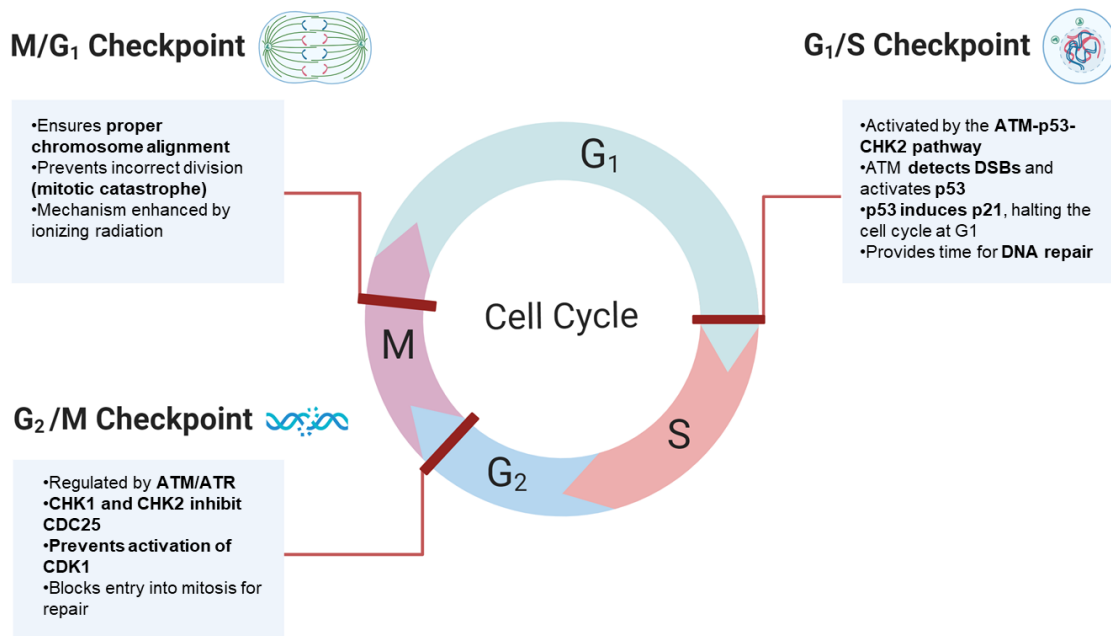 M/G₁ Checkpoint
•Ensures proper
chromosome alignment
•Prevents incorrect division
(mitotic catastrophe)
•Mechanism enhanced by
ionizing radiation
G₁/S Checkpoint
•Activated by the ATM-p53-
CHK2 pathway
•ATM detects DSBs and
activates p53
•p53 induces p21, halting the
cell cycle at G1
•Provides time for DNA repair
G₁
Cell Cycle
M
S
G₂
G₂/M Checkpoint
•Regulated by ATM/ATR
•CHK1 and CHK2 inhibit
CDC25
•Prevents activation of
CDK1
•Blocks entry into mitosis for
repair